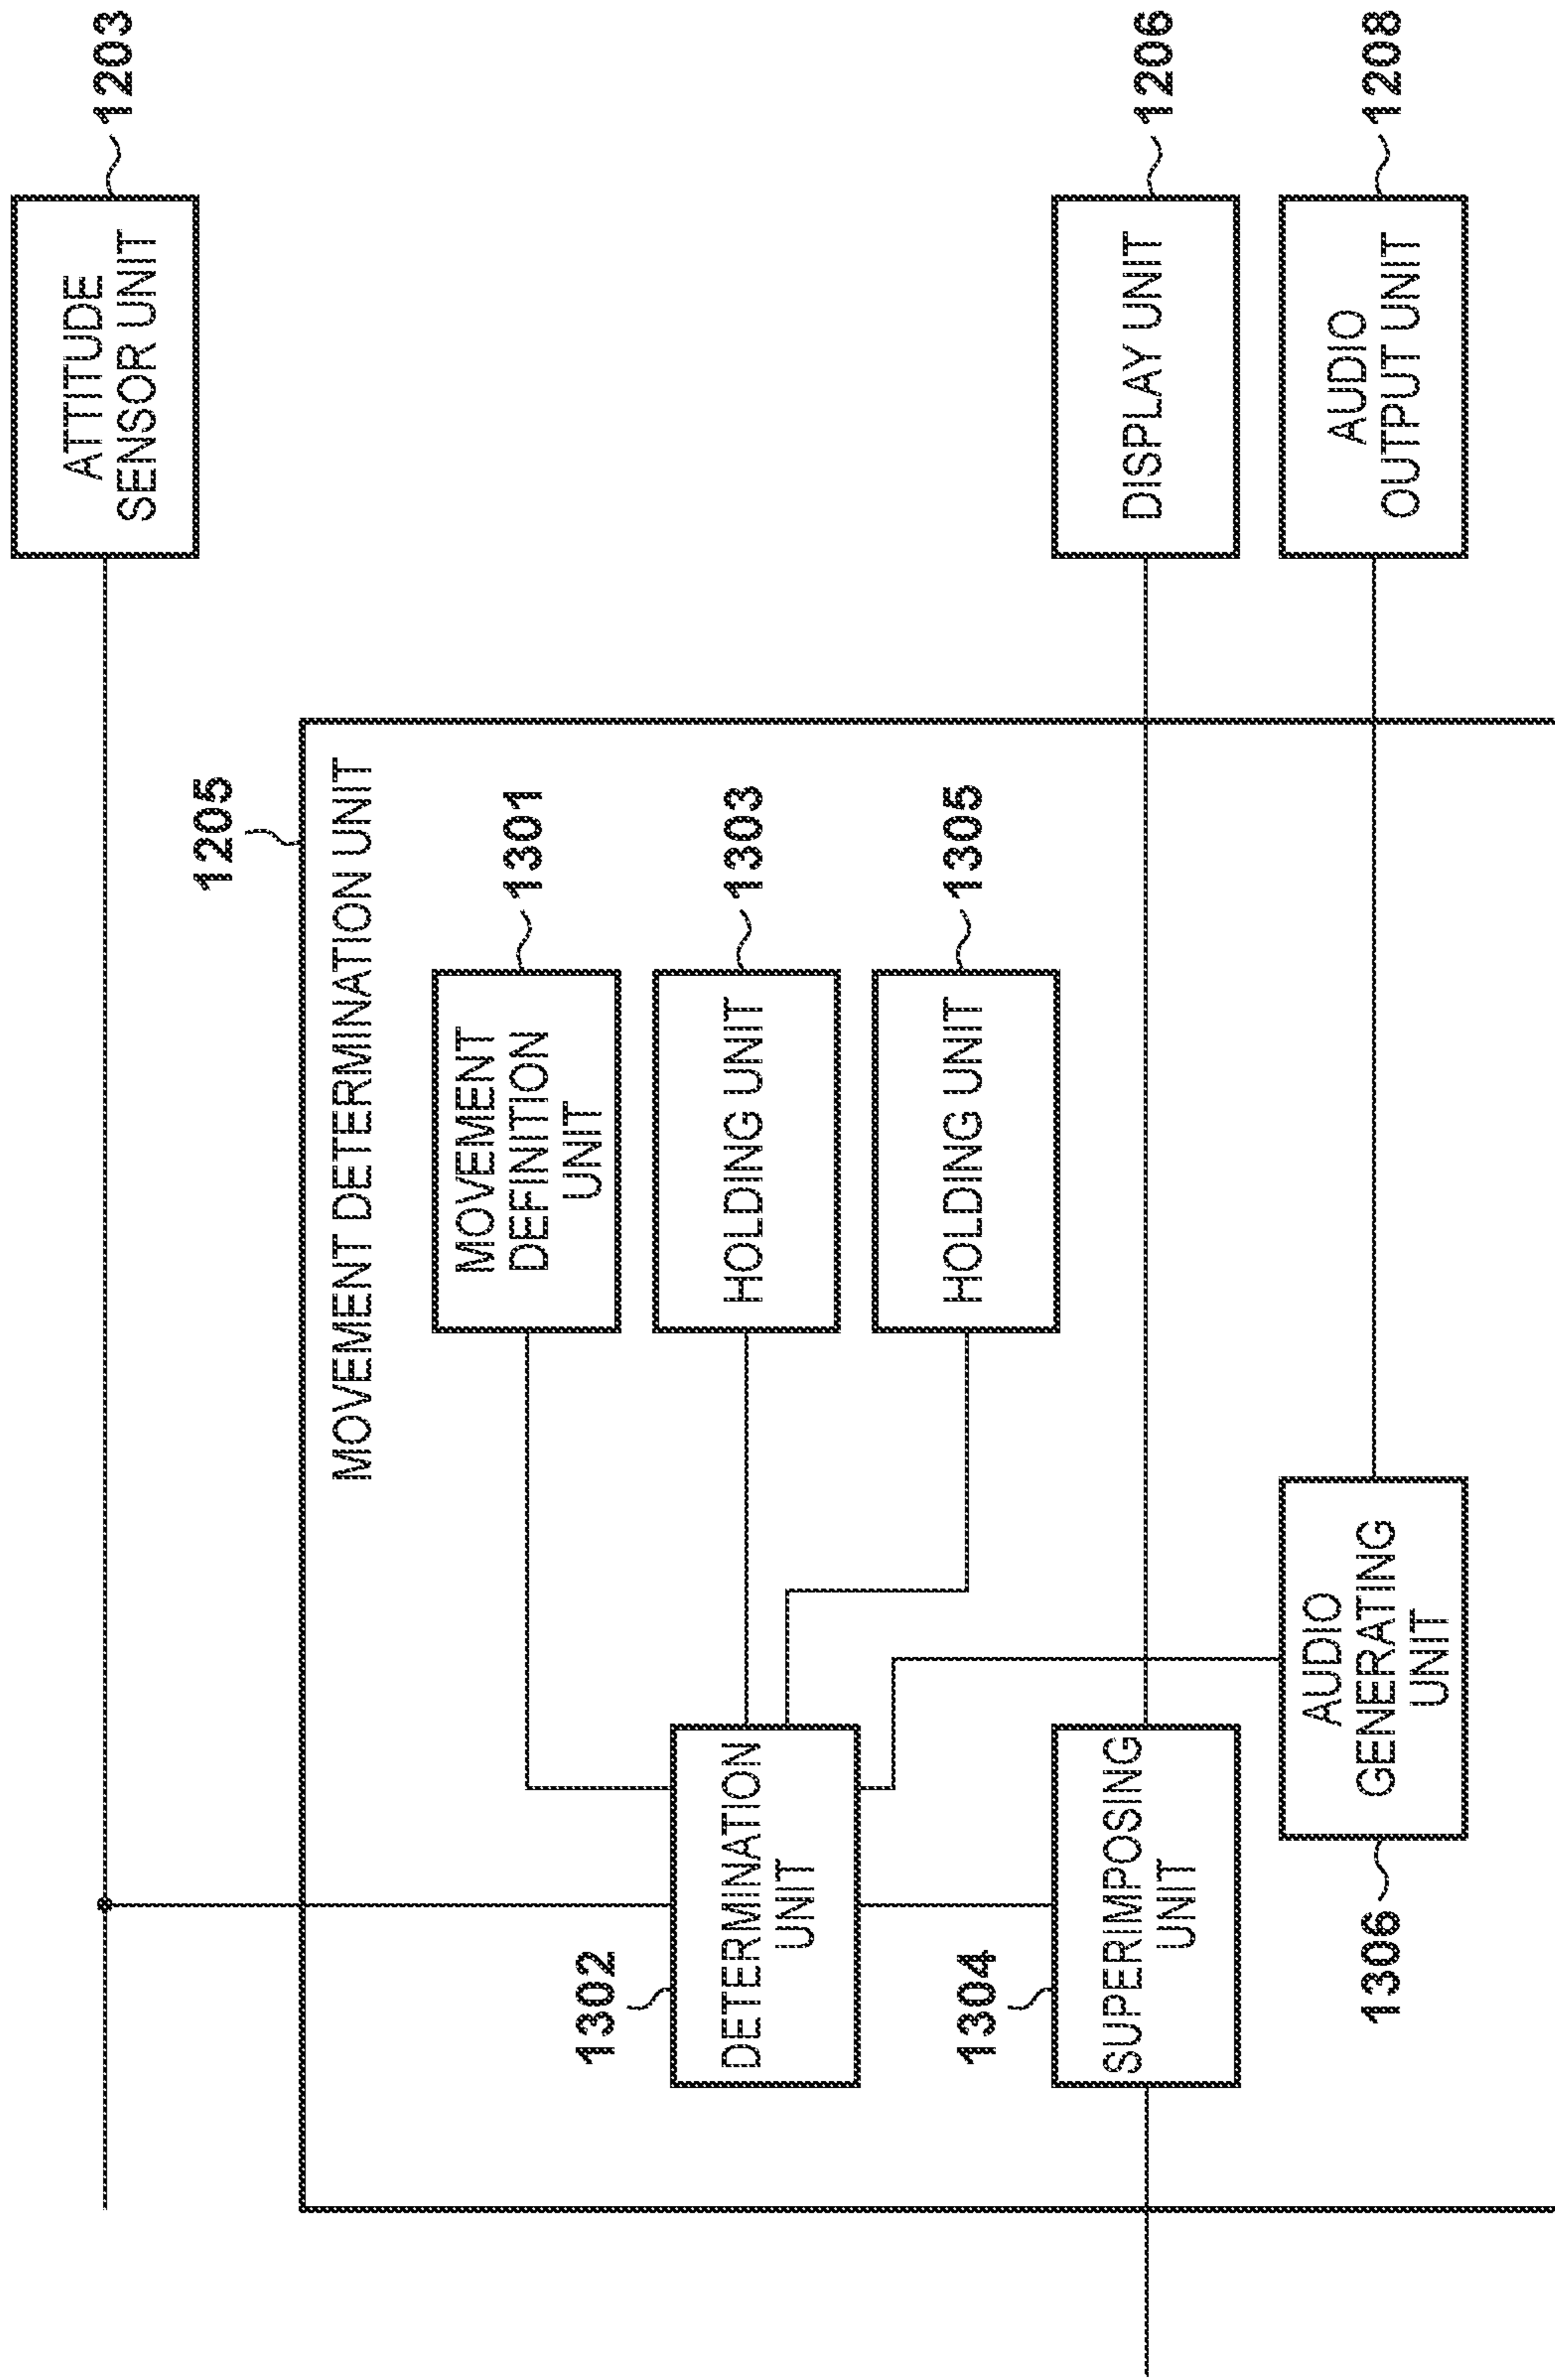 1203
ATTITUDE
SENSOR UNIT
1205
MOVEMENT DETERMINATION UNIT
1301
MOVEMENT
DEFINITION
UNIT
1302
DETERMINATION
UNIT
1303
HOLDING UNIT
1305
HOLDING UNIT
1304
SUPERIMPOSING
UNIT
1206
DISPLAY UNIT
1306
AUDIO
GENERATING
UNIT
1208
AUDIO
OUTPUT UNIT